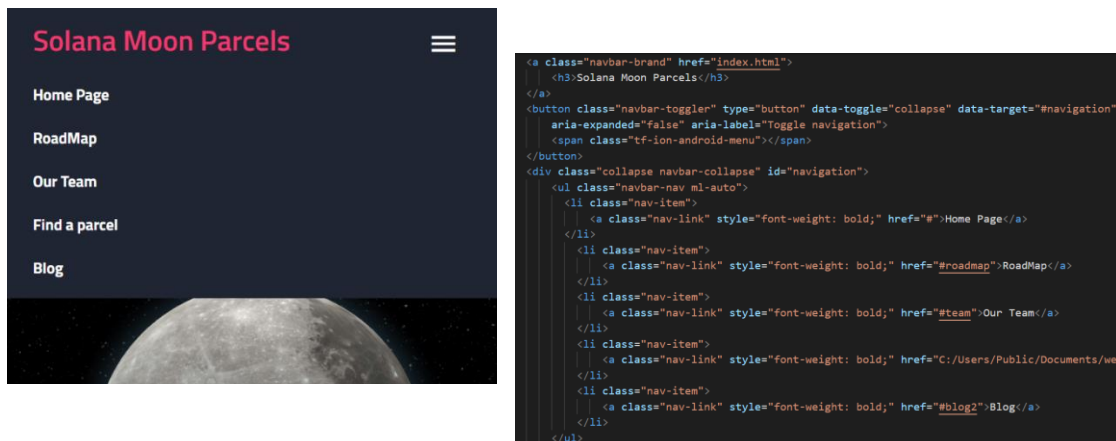 Solana Moon Parcels
Home Page
RoadMap
Our Team
Find a parcel
Blog
<a class="navbar-brand" href="index.html">
<h3>Solana Moon Parcels</h3>
</a>
<button class="navbar-toggler" type="button" data-toggle="collapse" data-target="#navigation"
aria-expanded="false" aria-label="Toggle navigation">
<span class="tf-ion-android-menu"></span>
</button>
<div class="collapse navbar-collapse" id="navigation">
<ul class="navbar-nav ml-auto">
<li class="nav-item">
<a class="nav-link" style="font-weight: bold;" href="#">Home Page</a>
</li>
<li class="nav-item">
<a class="nav-link" style="font-weight: bold;" href="#roadmap">RoadMap</a>
</li>
<li class="nav-item">
<a class="nav-link" style="font-weight: bold;" href="#team">Our Team</a>
</li>
<li class="nav-item">
<a class="nav-link" style="font-weight: bold;" href="C:/Users/Public/Documents/we
</li>
<li class="nav-item">
<a class="nav-link" style="font-weight: bold;" href="#blog2">Blog</a>
</li>
</ul>